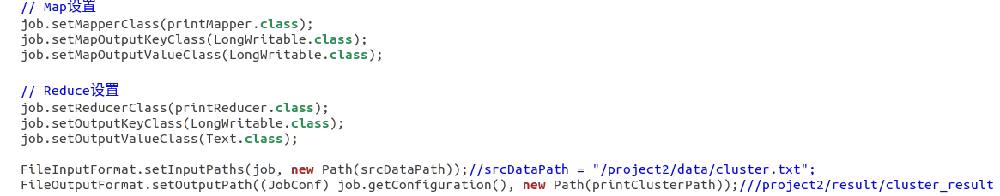 // Map设置
job.setMapperClass(printMapper.class);
job.setMapOutputKeyClass(LongWritable.class);
job.setMapOutputValueClass(LongWritable.class);
// Reduce设置
job.setReducerClass(printReducer.class);
job.setOutputKeyClass(LongWritable.class);
job.setOutputValueClass(Text.class);
FileInputFormat.setInputPaths(job, new Path(srcDataPath));//srcDataPath = "/project2/data/cluster.txt";
FileOutputFormat.setOutputPath((JobConf) job.getConfiguration(), new Path(printClusterPath));///project2/result/cluster_result